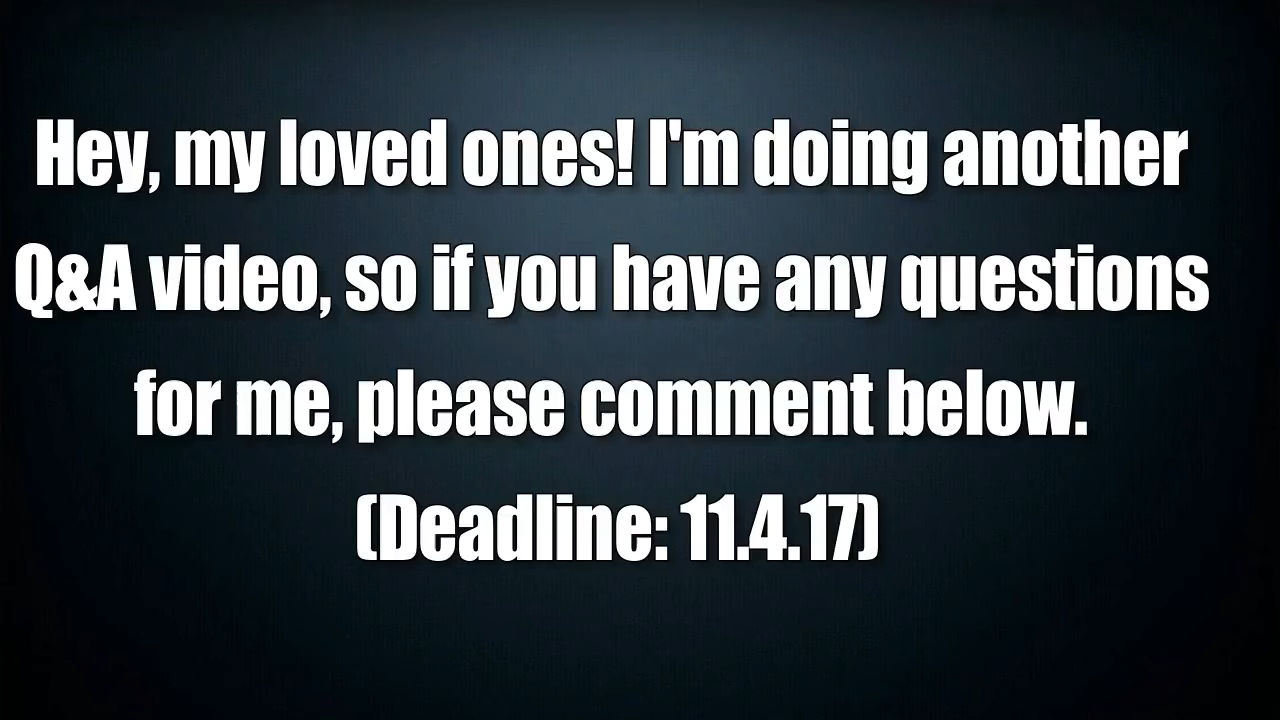 Hey, my loved ones! I'm doing another
Q&A video, so if you have any questions
for me, please comment below.
(Deadline: 11.4.17)